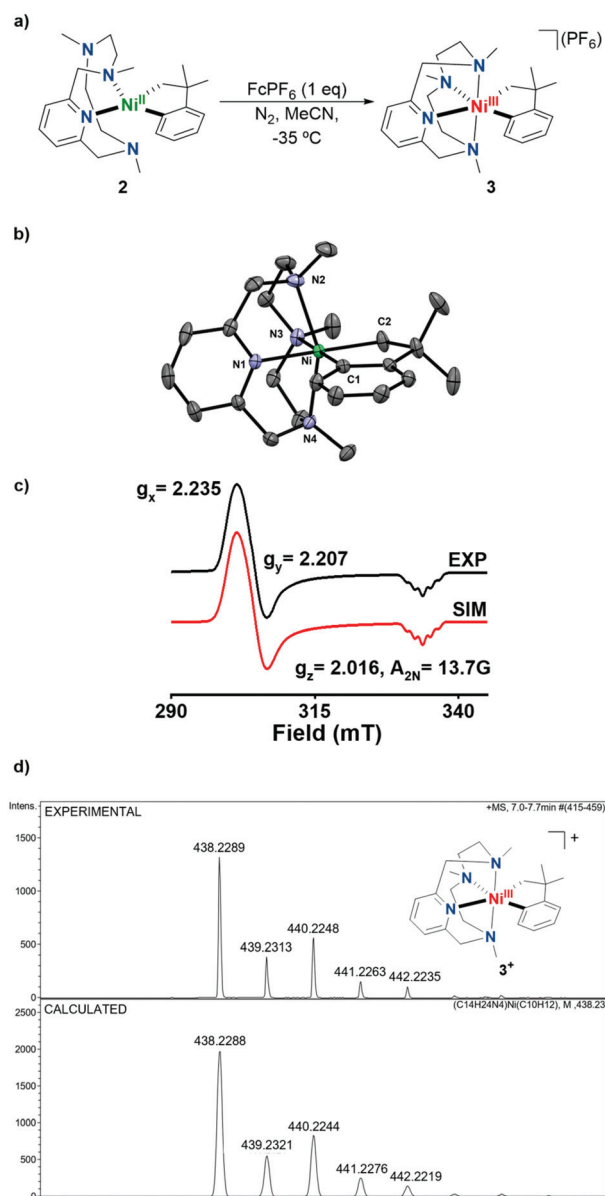 a)
N
N
Ni^II
N
N
2
FcPF6 (1 eq)
N2, MeCN,
-35 ºC
](PF6)
N
N
Ni^III
N
N
3
b)
N2
C2
N3
N1
Ni
C1
N4
c)
gx= 2.235
gy= 2.207
EXP
SIM
gz= 2.016, A2N= 13.7G
290 315 340
Field (mT)
d)
Intens.
EXPERIMENTAL
+MS, 7.0-7.7min #(415-459)
1500
1000
500
0
438.2289
439.2313
440.2248
441.2263
442.2235
]+
N
N
Ni^III
N
N
3+
CALCULATED
(C14H24N4)Ni(C10H12), M ,438.23
2500
2000
1500
1000
500
0
438.2288
439.2321
440.2244
441.2276
442.2219